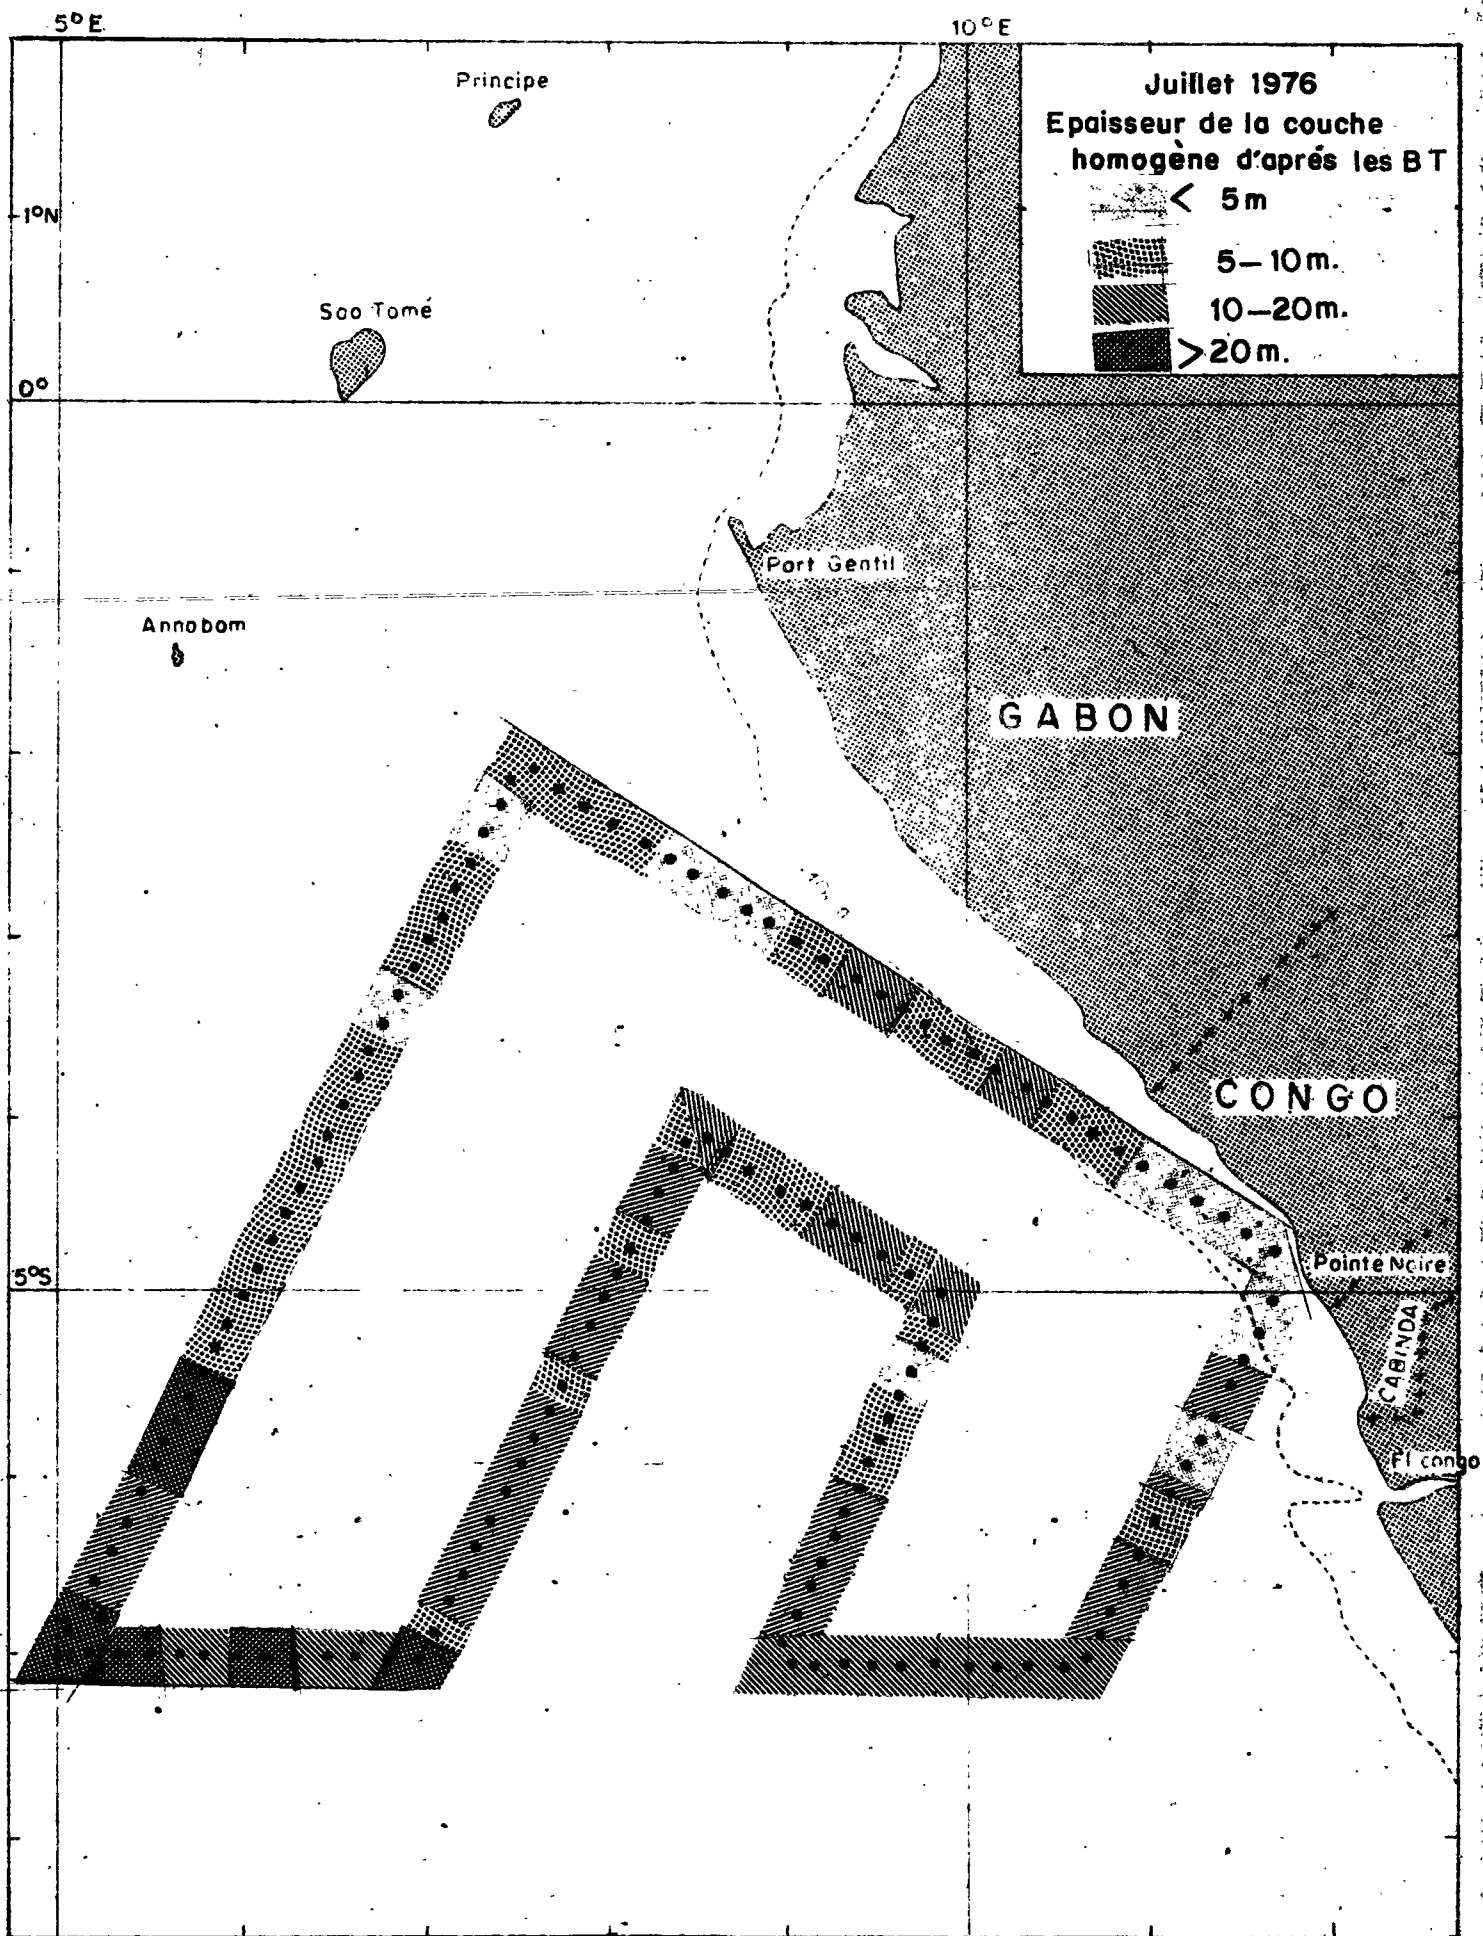 5°E
10°E
Principe
Juillet 1976
Epaisseur de la couche
homogène d'aprés les BT
< 5m
5-10m.
10-20m.
>20m.
1°N
Sao Tomé
0°
Port Gentil
Annobom
GABON
CONGO
5°S
Pointe Noire
CABINDA
Fl congo